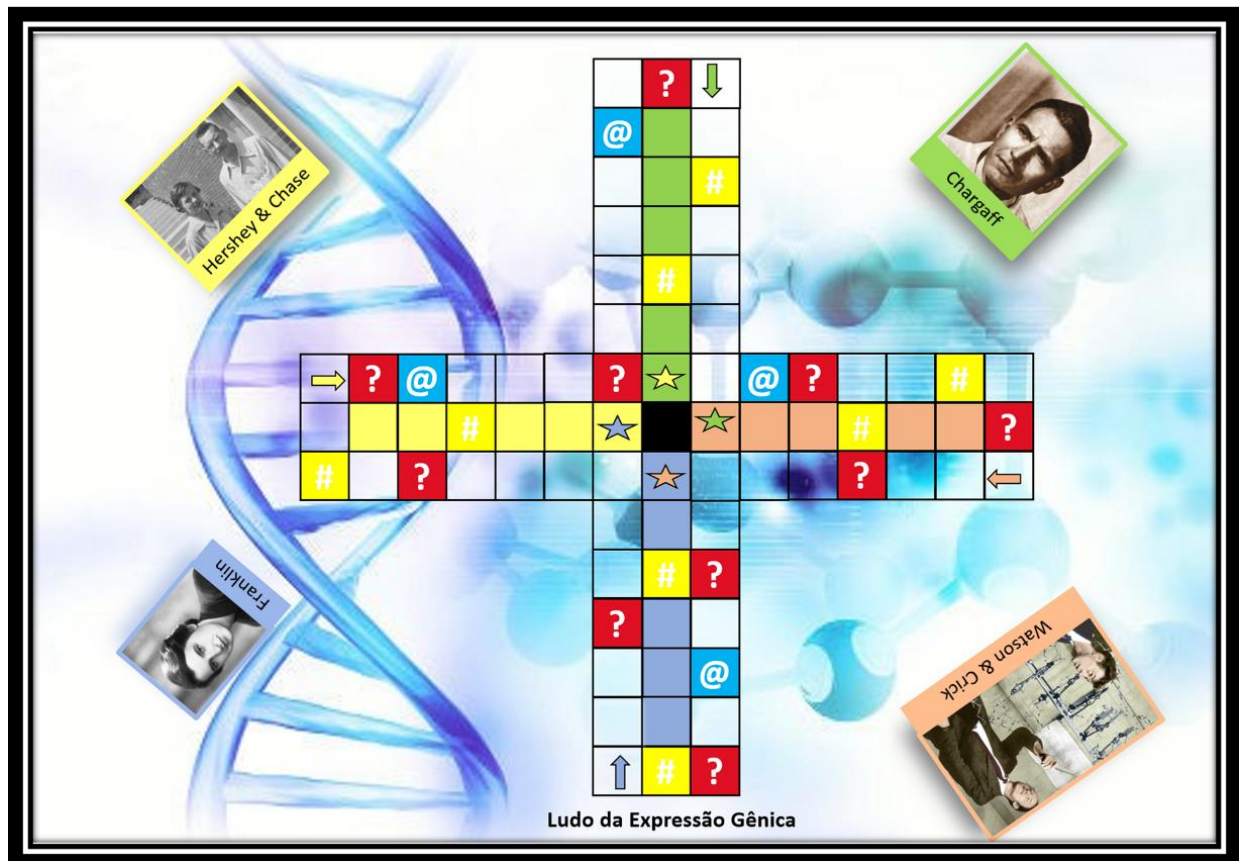 ?
@
#
Hershey & Chase
Chargaff
#
? @ ? @ ? #
# # ?
# ? ?
# ?
Franklin
?
@
Watson & Crick
# ?
Ludo da Expressão Gênica